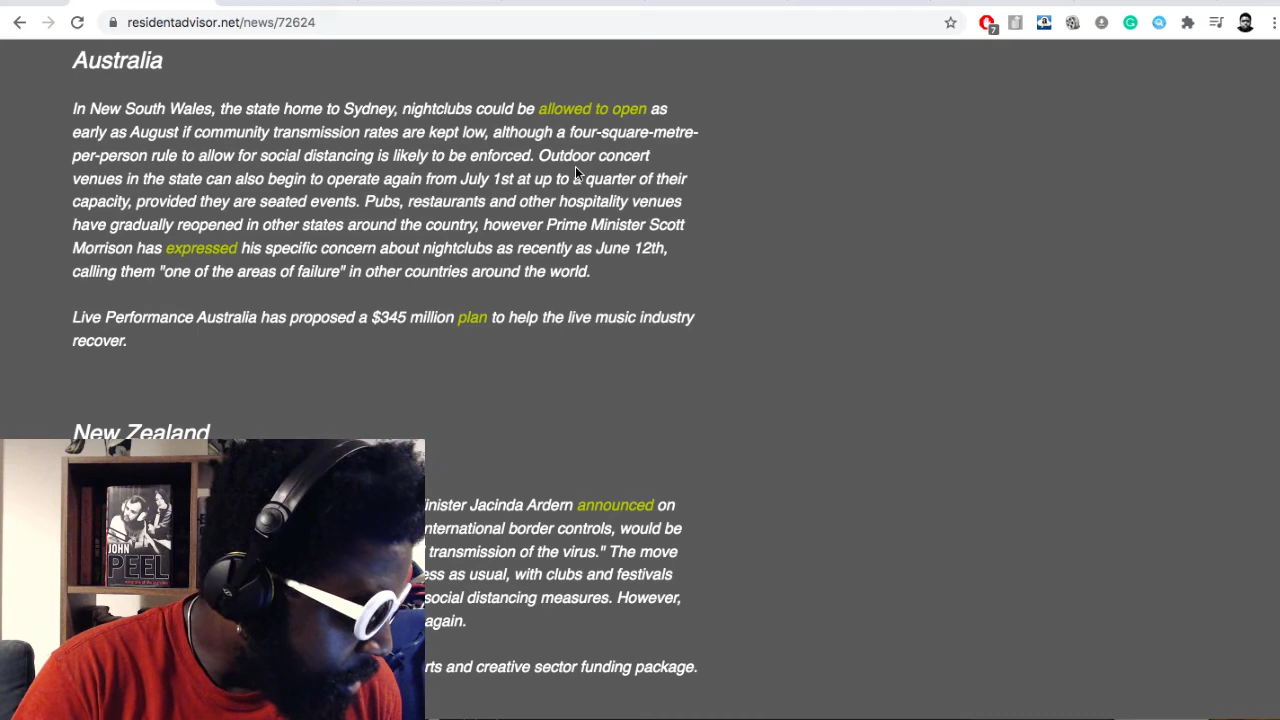 residentadvisor.net/news/72624
7
Australia
In New South Wales, the state home to Sydney, nightclubs could be allowed to open as
early as August if community transmission rates are kept low, although a four-square-metre-
per-person rule to allow for social distancing is likely to be enforced. Outdoor concert
venues in the state can also begin to operate again from July 1st at up to a quarter of their
capacity, provided they are seated events. Pubs, restaurants and other hospitality venues
have gradually reopened in other states around the country, however Prime Minister Scott
Morrison has expressed his specific concern about nightclubs as recently as June 12th,
calling them "one of the areas of failure" in other countries around the world.
Live Performance Australia has proposed a $345 million plan to help the live music industry
recover.
New Zealand
inister Jacinda Ardern announced on
nternational border controls, would be
transmission of the virus." The move
ess as usual, with clubs and festivals
social distancing measures. However,
again.
rts and creative sector funding package.
JOHN
PEEL